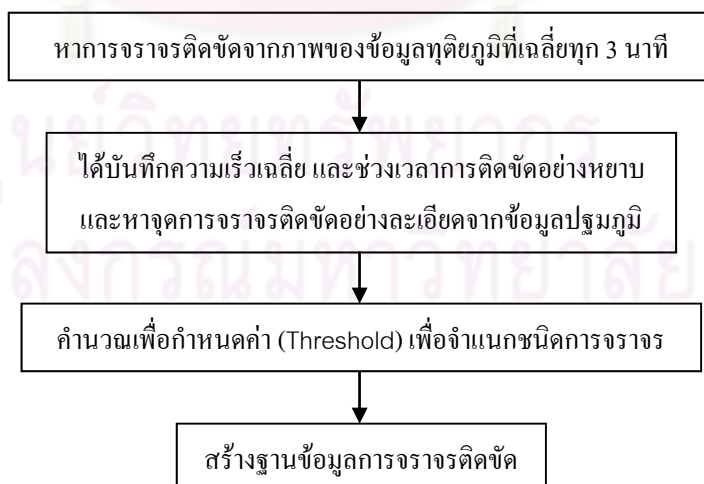 หาการจราจรติดขัดจากภาพของข้อมูลทุติยภูมิที่เฉลี่ยทุก 3 นาที
ได้บันทึกความเร็วเฉลี่ย และช่วงเวลาการติดขัดอย่างหยาบ
และหาจุดการจราจรติดขัดอย่างละเอียดจากข้อมูลปฐมภูมิ
คำนวณเพื่อกำหนดค่า (Threshold) เพื่อจำแนกชนิดการจราจร
สร้างฐานข้อมูลการจราจรติดขัด